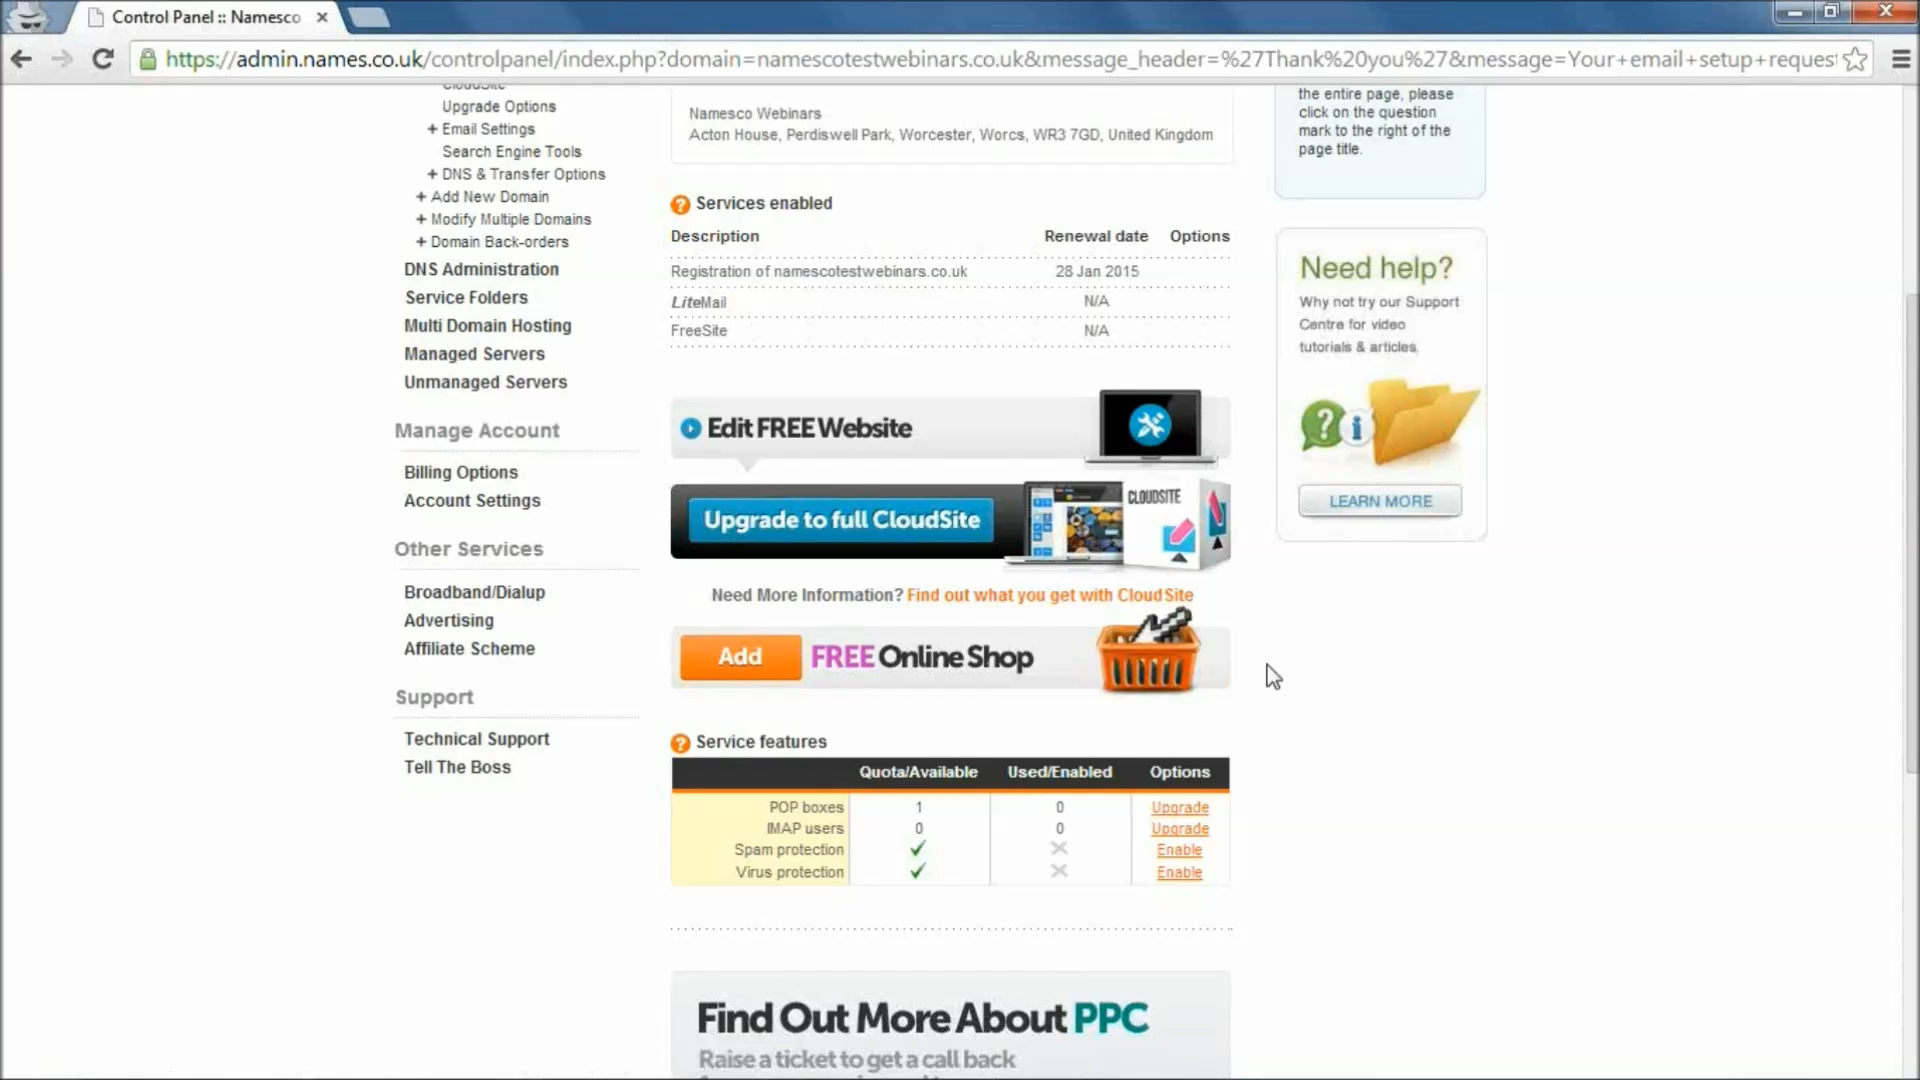 Control Panel :: Namesco
https://admin.names.co.uk/controlpanel/index.php?domain=namescotestwebinars.co.uk&message_header=%27Thank%20you%27&message=Your+email+setup+reques
CloudSite
Upgrade Options
+ Email Settings
Search Engine Tools
+ DNS & Transfer Options
+ Add New Domain
+ Modify Multiple Domains
+ Domain Back-orders
DNS Administration
Service Folders
Multi Domain Hosting
Managed Servers
Unmanaged Servers
Manage Account
Billing Options
Account Settings
Other Services
Broadband/Dialup
Advertising
Affiliate Scheme
Support
Technical Support
Tell The Boss
Namesco Webinars
Acton House, Perdiswell Park, Worcester, Worcs, WR3 7GD, United Kingdom
? Services enabled
Description Renewal date Options
Registration of namescotestwebinars.co.uk 28 Jan 2015
LiteMail N/A
FreeSite N/A
Edit FREE Website
Upgrade to full CloudSite
CLOUDSITE
Need More Information? Find out what you get with CloudSite
Add FREE Online Shop
? Service features
Quota/Available Used/Enabled Options
POP boxes 1 0 Upgrade
IMAP users 0 0 Upgrade
Spam protection Enable
Virus protection Enable
Find Out More About PPC
Raise a ticket to get a call back
the entire page, please
click on the question
mark to the right of the
page title.
Need help?
Why not try our Support
Centre for video
tutorials & articles.
? i
LEARN MORE